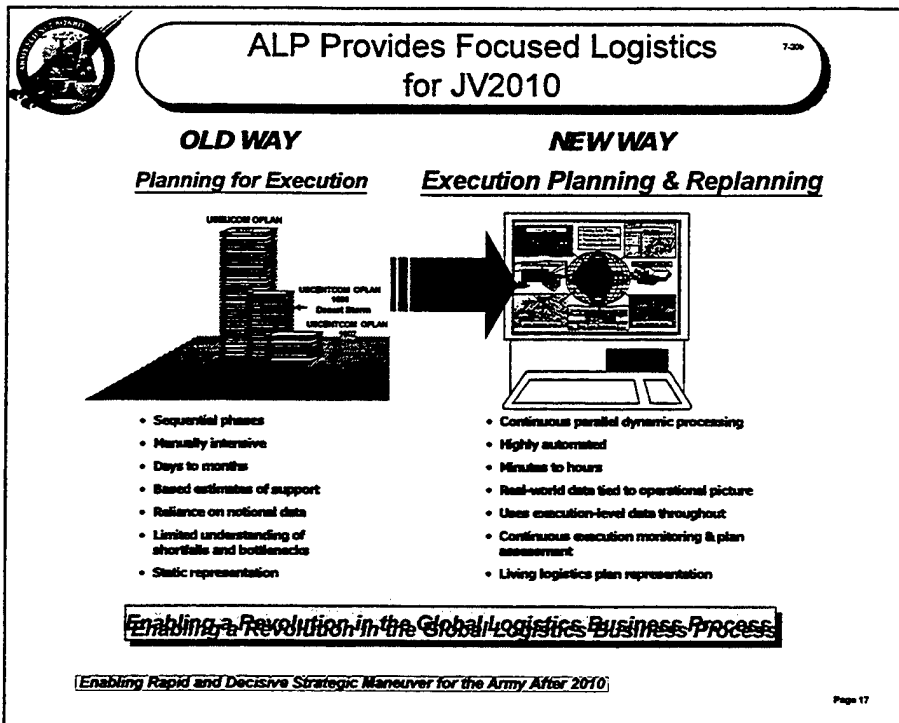 ALP Provides Focused Logistics
for JV2010
OLD WAY
Planning for Execution
USCENTCOM OPLAN
Desert Storm
USCENTCOM OPLAN
• Sequential phases
• Manually intensive
• Days to months
• Based estimates of support
• Reliance on notional data
• Limited understanding of
shortfalls and bottlenecks
• Static representation
NEW WAY
Execution Planning & Replanning
• Continuous parallel dynamic processing
• Highly automated
• Minutes to hours
• Real-world data tied to operational picture
• Uses execution-level data throughout
• Continuous execution monitoring & plan
assessment
• Living logistics plan representation
Enabling a Revolution in the Global Logistics Business Process
Enabling Rapid and Decisive Strategic Maneuver for the Army After 2010
Page 17